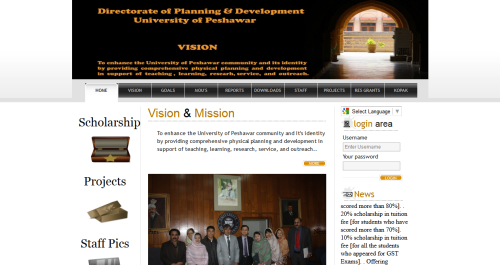 Directorate of Planning & Development
University of Peshawar
VISION
To enhance the University of Peshawar community and its identity
by providing comprehensive physical planning and development
in support of teaching, learning, research, service, and outreach.
HOME VISION GOALS MOU'S REPORTS DOWNLOADS STAFF PROJECTS RES GRANTS KOPAK
Scholarship
Projects
Staff Pics
Vision & Mission
To enhance the University of Peshawar community and it's identity
by providing comprehensive physical planning and development in
support of teaching, learning, research, service, and outreach...
Select Language ▼
login area
Username
Enter Username
Your password
LOGIN
News
scored more than 80%]. .
20% scholarship in tuition
fee [for students who have
scored more than 70%].
10% scholarship in tuition
fee [for all the students
who appeared for GST
Exams]. . Offering